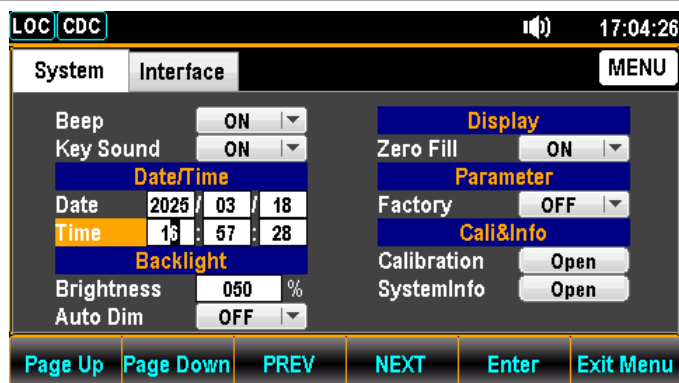 LOC CDC 17:04:26
System Interface MENU
Beep ON
Key Sound ON
Date/Time
Date 2025 / 03 / 18
Time 16 : 57 : 28
Backlight
Brightness 050 %
Auto Dim OFF
Display
Zero Fill ON
Parameter
Factory OFF
Cali&Info
Calibration Open
SystemInfo Open
Page Up Page Down PREV NEXT Enter Exit Menu